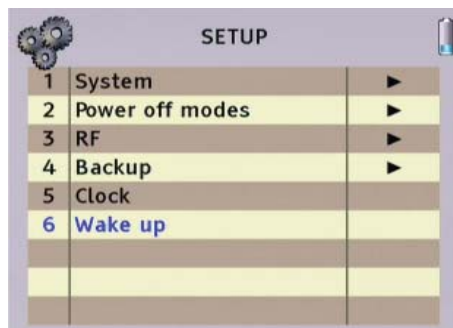 SETUP
1 System ►
2 Power off modes ►
3 RF ►
4 Backup ►
5 Clock
6 Wake up